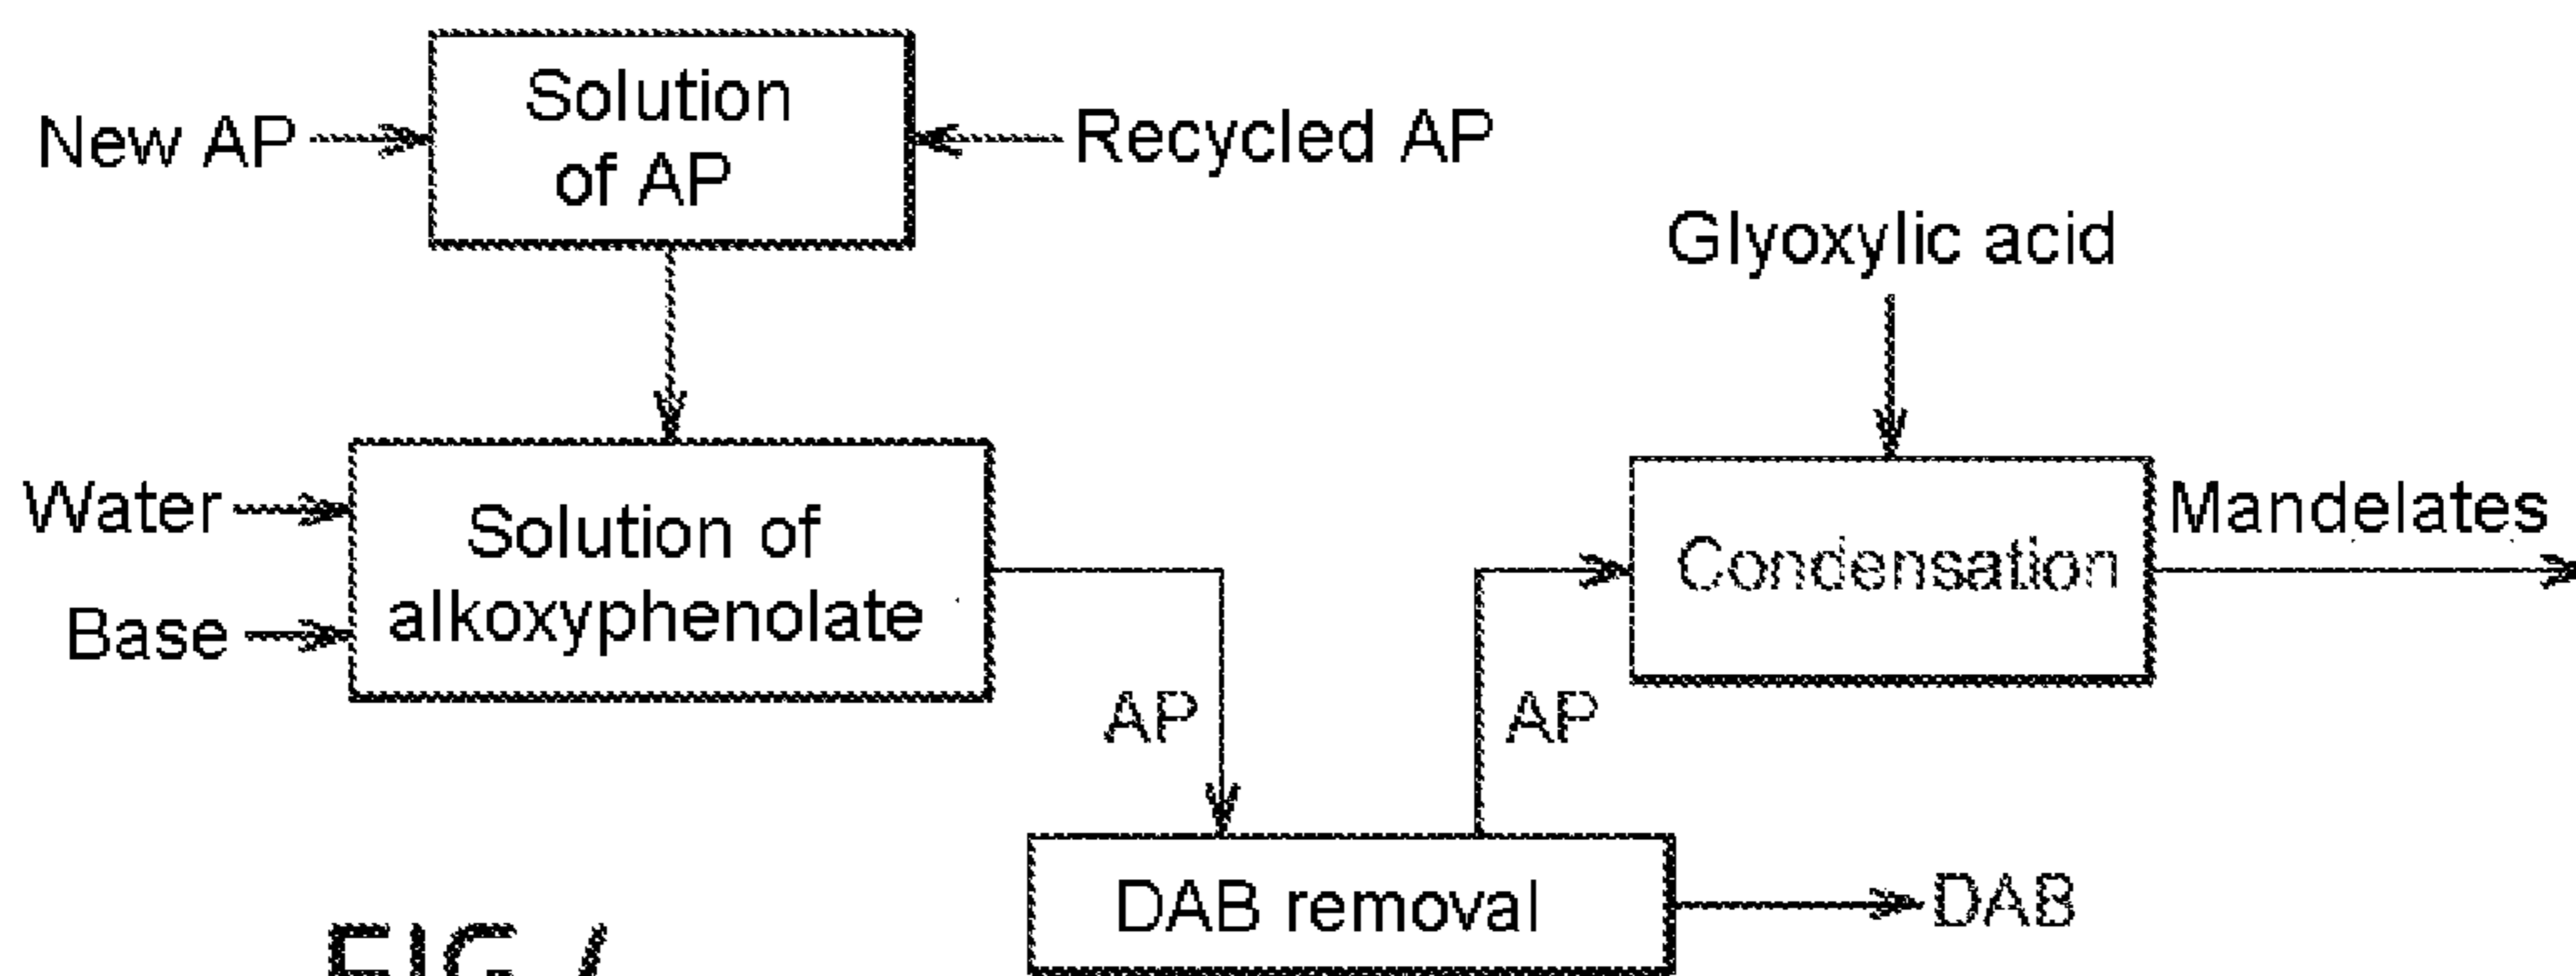 New AP
Solution
of AP
Recycled AP
Glyoxylic acid
Water
Base
Solution of
alkoxyphenolate
Condensation
Mandelates
AP
AP
DAB removal
DAB